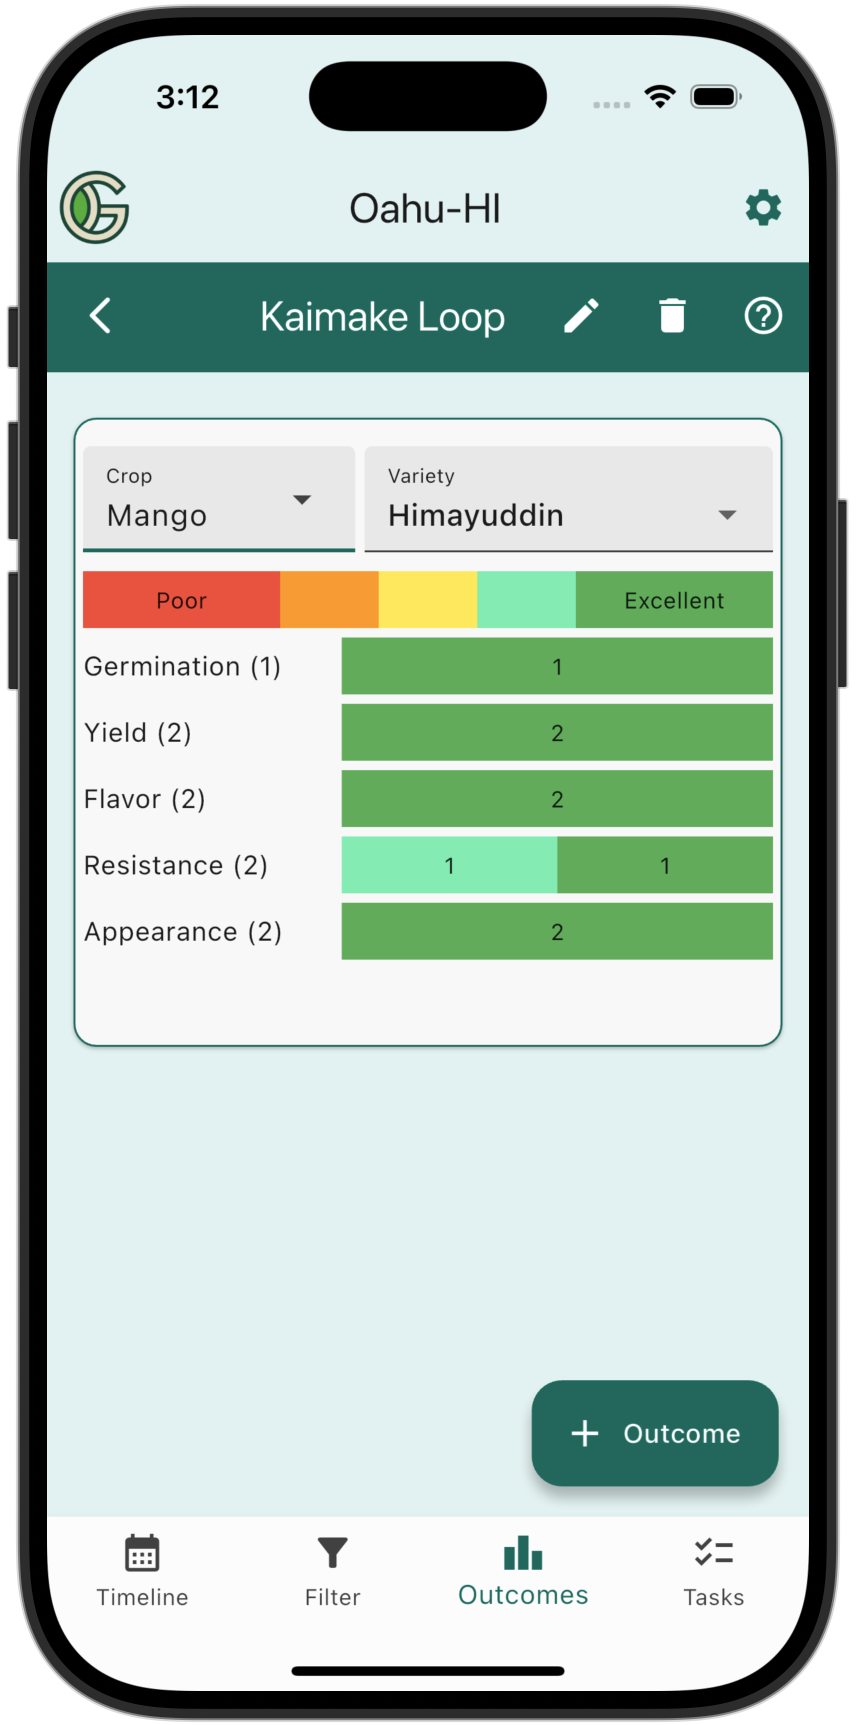 3:12
Oahu-HI
Kaimake Loop
Crop
Variety
Mango
Himayuddin
Poor
Excellent
Germination (1)
1
Yield (2)
2
Flavor (2)
2
Resistance (2)
1
1
Appearance (2)
2
+ Outcome
Timeline
Filter
Outcomes
Tasks